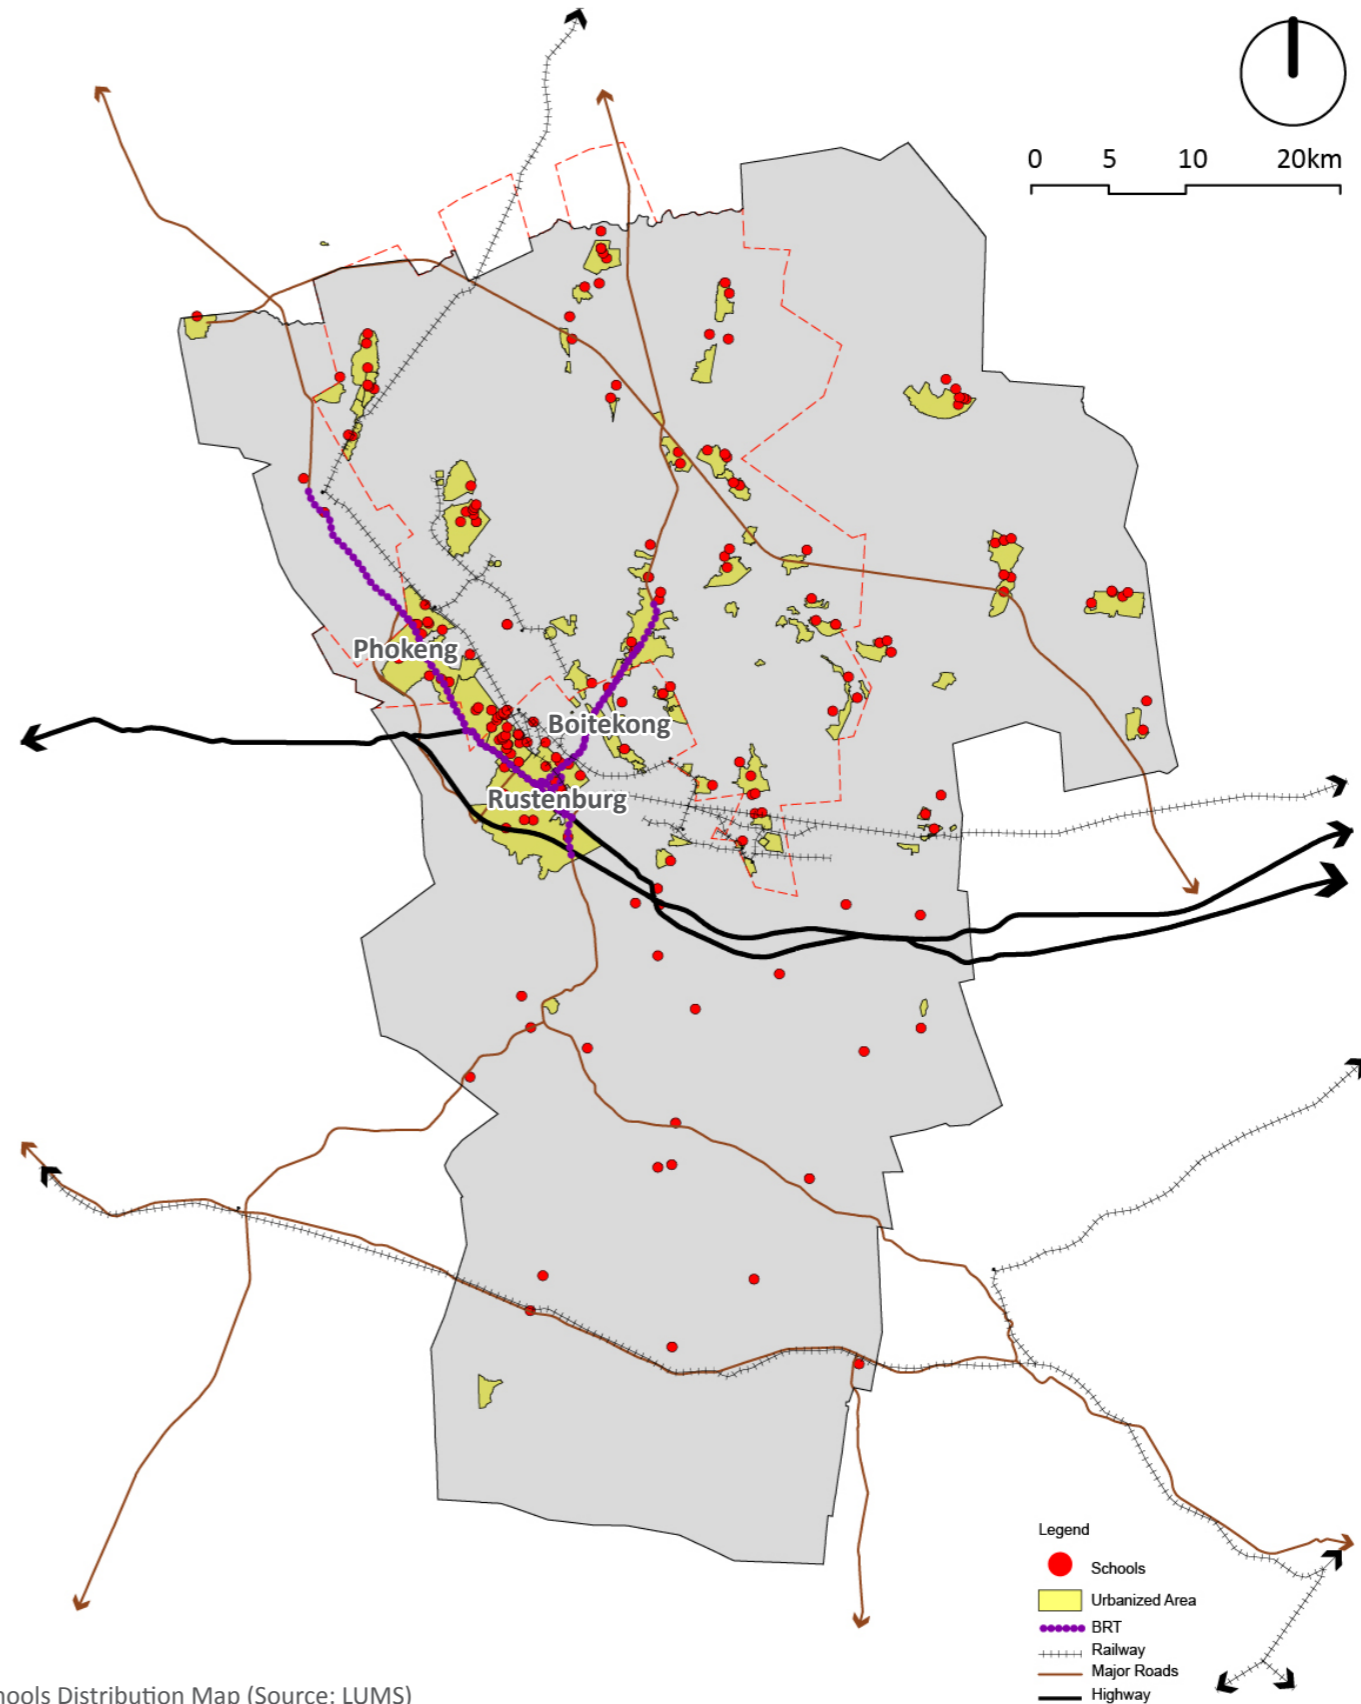 0 5 10 20km
Phokeng
Boitekong
Rustenburg
Legend
Schools
Urbanized Area
BRT
Railway
Major Roads
Highway
hools Distribution Map (Source: LUMS)